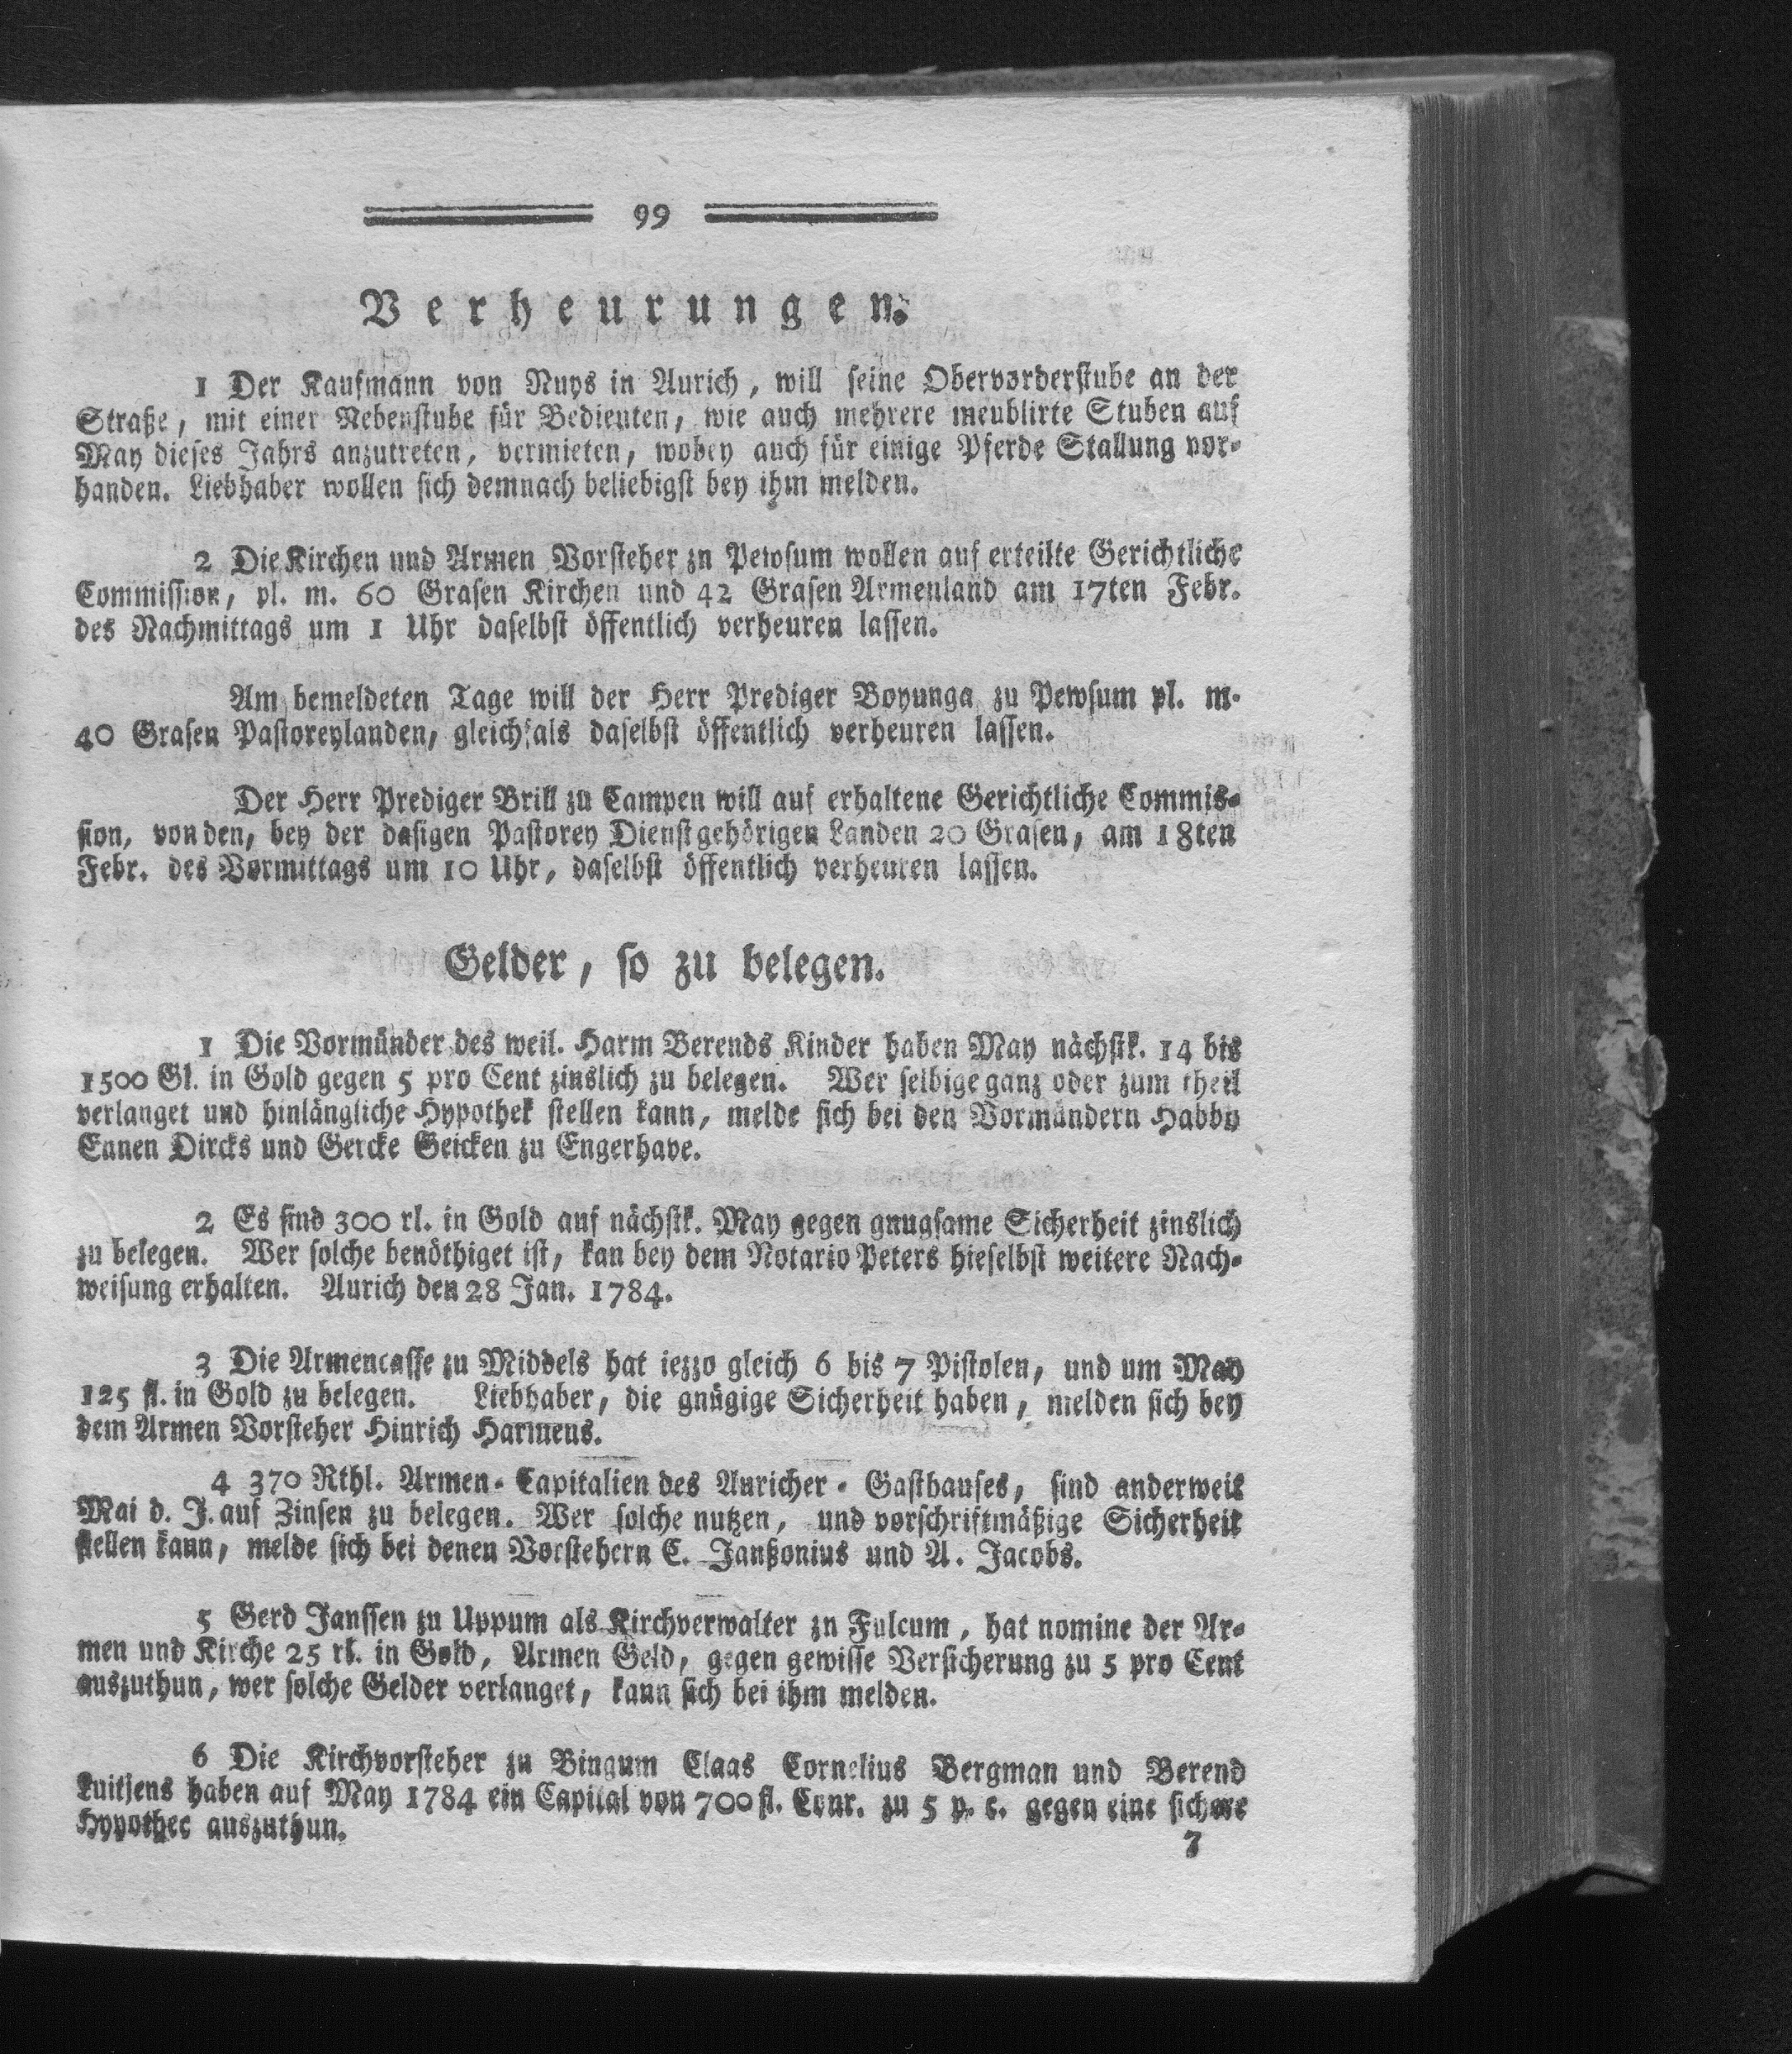 99
Verheurungen.
1 Der Kaufmann von Nuys in Aurich, will seine Obervorderstube an der
Straße, mit einer Nebenstube für Bedienten, wie auch mehrere meublirte Stuben auf
May dieses Jahrs anzutreten, vermieten, wobey auch für einige Pferde Stallung vor-
handen. Liebhaber wollen sich demnach beliebigst bey ihm melden.
2 Die Kirchen und Armen Vorsteher zu Pewsum wollen auf erteilte Gerichtliche
Commission, pl. m. 60 Grasen Kirchen und 42 Grasen Armenland am 17ten Febr.
des Nachmittags um 1 Uhr daselbst öffentlich verheuren lassen.
Am bemeldeten Tage will der Herr Prediger Boyunga zu Pewsum pl. m.
40 Grasen Pastoreylanden, gleichfals daselbst öffentlich verheuren lassen.
Der Herr Prediger Brill zu Campen will auf erhaltene Gerichtliche Commis-
sion, von den, bey der dasigen Pastorey Dienst gehörigen Landen 20 Grasen, am 18ten
Febr. des Vormittags um 10 Uhr, daselbst öffentlich verheuren lassen.
Gelder, so zu belegen.
1 Die Vormünder des weil. Harm Berends Kinder haben May nächstk. 14 bis
1500 Gl. in Gold gegen 5 pro Cent zinslich zu belegen. Wer selbige ganz oder zum theil
verlanget und hinlängliche Hypothek stellen kann, melde sich bei den Vormündern Habby
Eunen Dircks und Gercke Geicken zu Engerhave.
2 Es sind 300 rl. in Gold auf nächstk. May gegen gnugsame Sicherheit zinslich
zu belegen. Wer solche benöthiget ist, kan bey dem Notario Peters hieselbst weitere Nach-
weisung erhalten. Aurich den 28 Jan. 1784.
3 Die Armencasse zu Middels hat iezzo gleich 6 bis 7 Pistolen, und um May
125 fl. in Gold zu belegen. Liebhaber, die gnügige Sicherheit haben, melden sich bey
dem Armen Vorsteher Hinrich Harmens.
4 370 Rthl. Armen-Capitalien des Auricher-Gasthauses, sind anderweit
Mai d. J. auf Zinsen zu belegen. Wer solche nutzen, und vorschriftmäßige Sicherheit
stellen kann, melde sich bei denen Vorstehern C. Janßonius und A. Jacobs.
5 Gerd Janssen zu Uppum als Kirchverwalter zu Fulcum, hat nomine der Ar-
men und Kirche 25 rl. in Gold, Armen Geld, gegen gewisse Versicherung zu 5 pro Cent
auszuthun, wer solche Gelder verlanget, kann sich bei ihm melden.
6 Die Kirchvorsteher zu Bingum Claas Cornelius Bergman und Berend
Luitjens haben auf May 1784 ein Capital von 700 fl. Cour. zu 5 p. c. gegen eine sichere
Hypothec auszuthun.
7